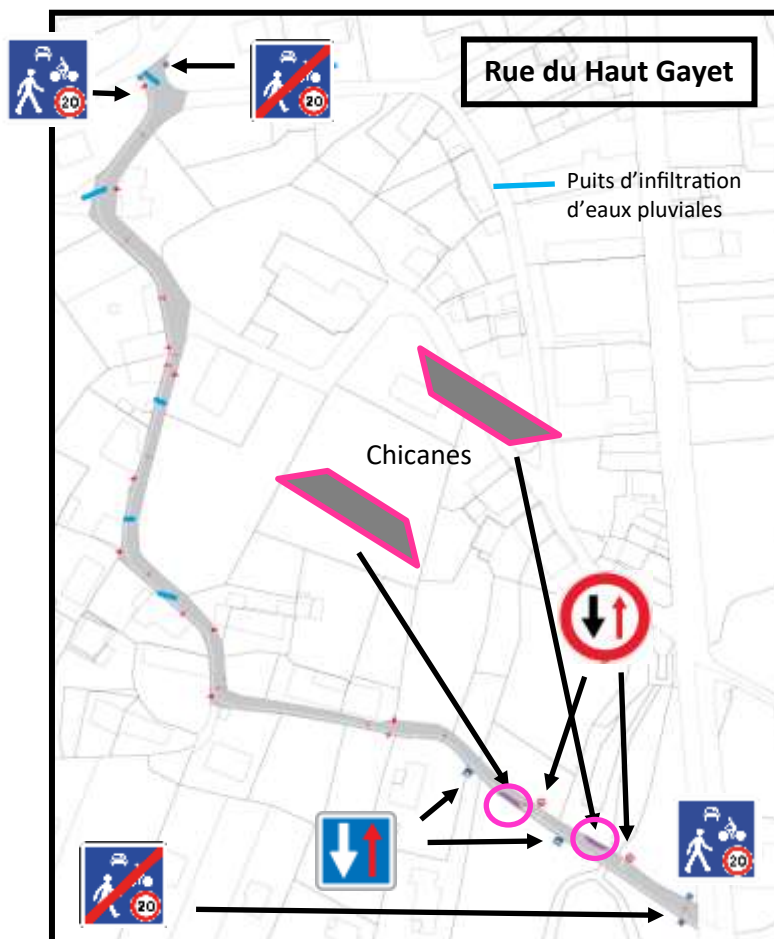 Rue du Haut Gayet
20
20
Puits d’infiltration
d’eaux pluviales
Chicanes
20
20